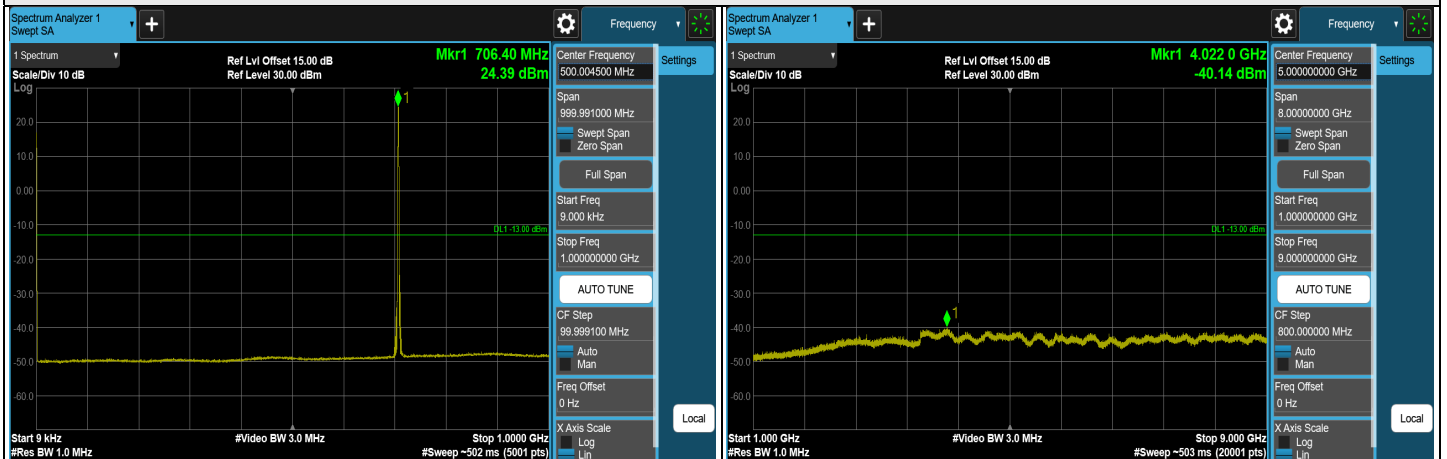 Spectrum Analyzer 1
Swept SA
+
Frequency
1 Spectrum
Scale/Div 10 dB
Log
Ref Lvl Offset 15.00 dB
Ref Level 30.00 dBm
Mkr1 706.40 MHz
24.39 dBm
1
20.0
10.0
0.00
-10.0
-20.0
-30.0
-40.0
-50.0
-60.0
DL1 -13.00 dBm
Start 9 kHz
#Res BW 1.0 MHz
#Video BW 3.0 MHz
Stop 1.0000 GHz
#Sweep ~502 ms (5001 pts)
Center Frequency
500.004500 MHz
Settings
Span
999.991000 MHz
Swept Span
Zero Span
Full Span
Start Freq
9.000 kHz
Stop Freq
1.000000000 GHz
AUTO TUNE
CF Step
99.999100 MHz
Auto
Man
Freq Offset
0 Hz
Local
X Axis Scale
Log
Lin
Spectrum Analyzer 1
Swept SA
+
Frequency
1 Spectrum
Scale/Div 10 dB
Log
Ref Lvl Offset 15.00 dB
Ref Level 30.00 dBm
Mkr1 4.022 0 GHz
-40.14 dBm
1
20.0
10.0
0.00
-10.0
-20.0
-30.0
-40.0
-50.0
-60.0
DL1 -13.00 dBm
Start 1.000 GHz
#Res BW 1.0 MHz
#Video BW 3.0 MHz
Stop 9.000 GHz
#Sweep ~503 ms (20001 pts)
Center Frequency
5.000000000 GHz
Settings
Span
8.00000000 GHz
Swept Span
Zero Span
Full Span
Start Freq
1.000000000 GHz
Stop Freq
9.000000000 GHz
AUTO TUNE
CF Step
800.000000 MHz
Auto
Man
Freq Offset
0 Hz
Local
X Axis Scale
Log
Lin